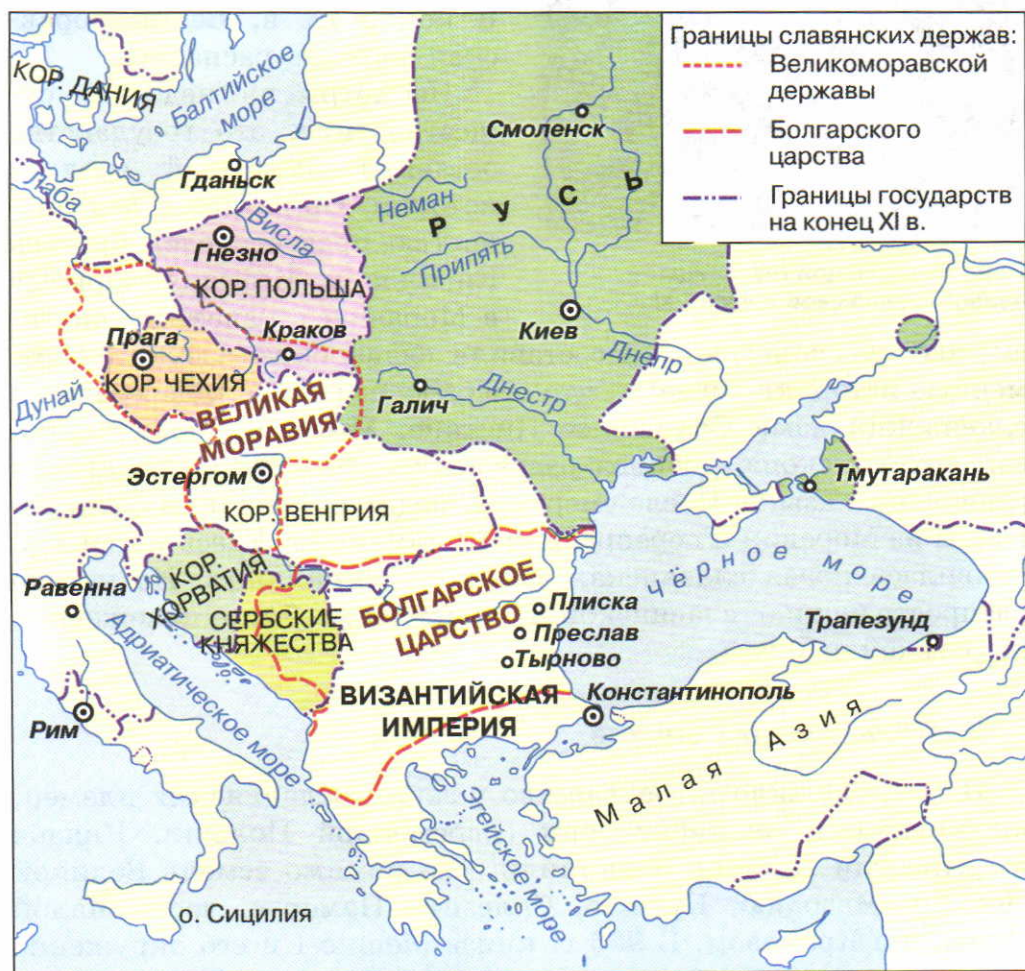 Границы славянских держав:
Великоморавской
державы
Болгарского
царства
Границы государств
на конец XI в.
КОР. ДАНИЯ
Балтийское
море
Смоленск
Гданьск
Лаба
Неман
РУСЬ
Висла
Гнезно
Припять
КОР. ПОЛЬША
Киев
Прага
Краков
Днепр
КОР. ЧЕХИЯ
Дунай
ВЕЛИКАЯ
МОРАВИЯ
Галич
Днестр
Эстергом
Тмутаракань
КОР. ВЕНГРИЯ
КОР.
ХОРВАТИЯ
Равенна
БОЛГАРСКОЕ
ЦАРСТВО
Чёрное море
Плиска
СЕРБСКИЕ
КНЯЖЕСТВА
Преслав
Трапезунд
Тырново
Адриатическое море
ВИЗАНТИЙСКАЯ
ИМПЕРИЯ
Константинополь
Рим
Малая Азия
Эгейское море
о. Сицилия